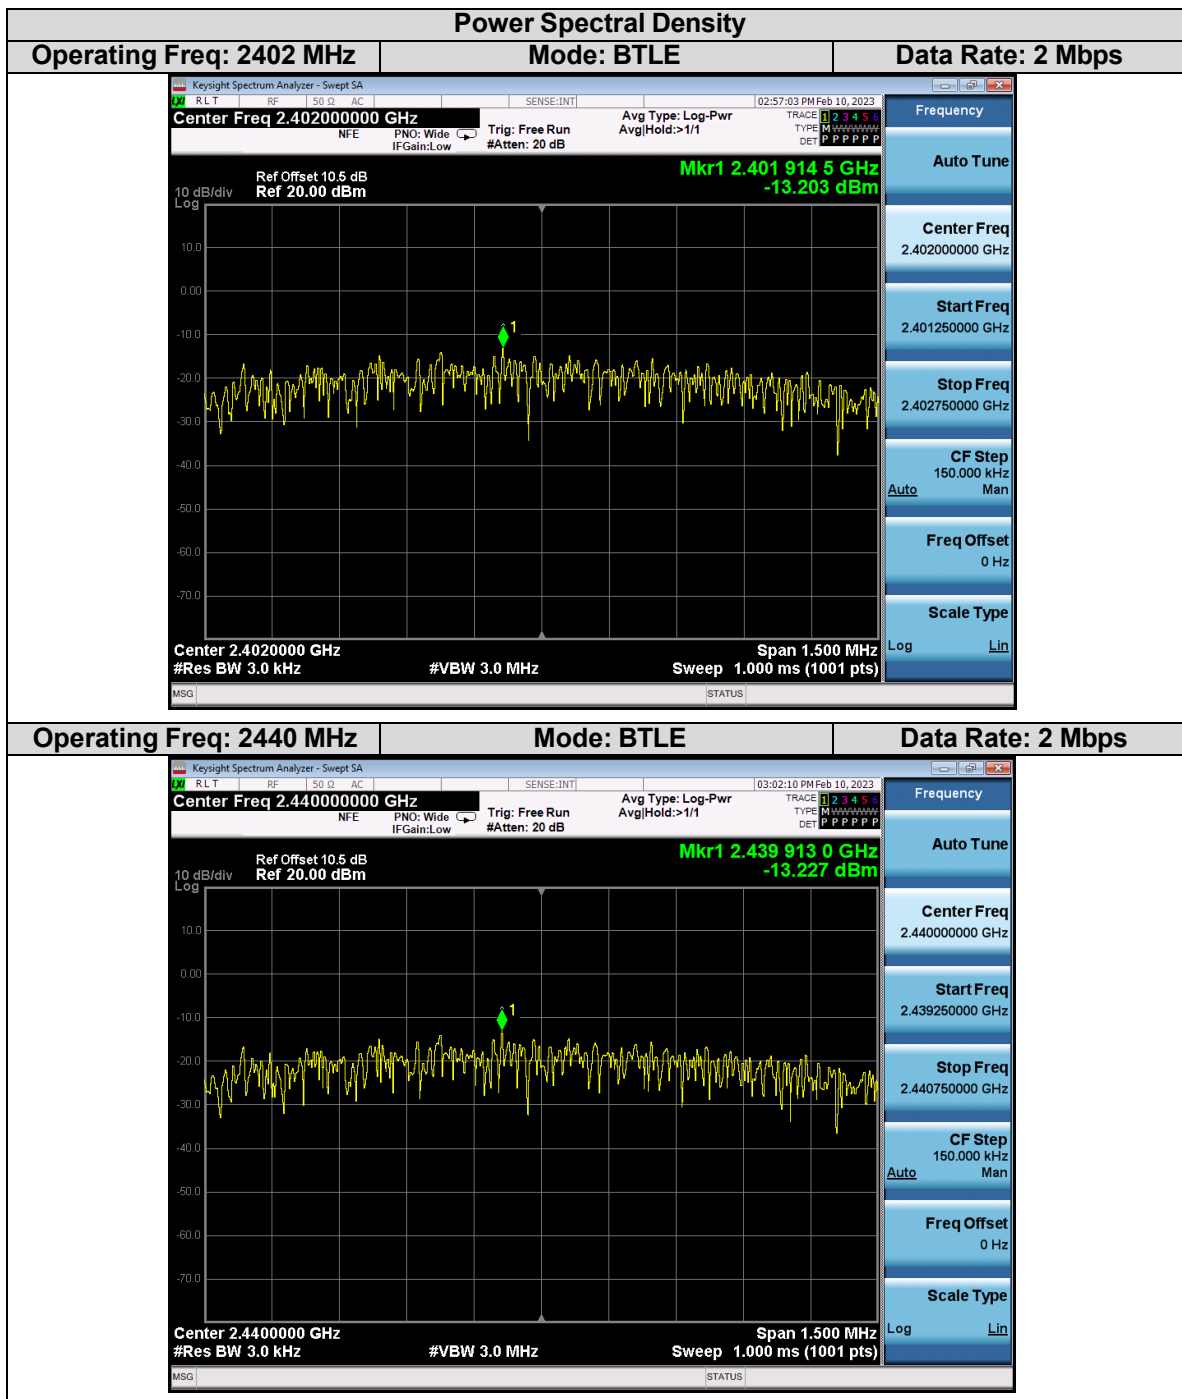 Power Spectral Density
Operating Freq: 2402 MHz Mode: BTLE Data Rate: 2 Mbps
Keysight Spectrum Analyzer - Swept SA
LXI RLT RF 50 Ω AC SENSE:INT 02:57:03 PM Feb 10, 2023
Center Freq 2.402000000 GHz
NFE PNO: Wide IFGain:Low
Trig: Free Run
#Atten: 20 dB
Avg Type: Log-Pwr
Avg|Hold:>1/1
TRACE 1 2 3 4 5 6
TYPE M WWWWW
DET P P P P P P
Mkr1 2.401 914 5 GHz
-13.203 dBm
Ref Offset 10.5 dB
10 dB/div Ref 20.00 dBm
Log
10.0
0.00
-10.0
-20.0
-30.0
-40.0
-50.0
-60.0
-70.0
1
Center 2.4020000 GHz Span 1.500 MHz
#Res BW 3.0 kHz #VBW 3.0 MHz Sweep 1.000 ms (1001 pts)
MSG STATUS
Frequency
Auto Tune
Center Freq
2.402000000 GHz
Start Freq
2.401250000 GHz
Stop Freq
2.402750000 GHz
CF Step
150.000 kHz
Auto Man
Freq Offset
0 Hz
Scale Type
Log Lin
Operating Freq: 2440 MHz Mode: BTLE Data Rate: 2 Mbps
Keysight Spectrum Analyzer - Swept SA
LXI RLT RF 50 Ω AC SENSE:INT 03:02:10 PM Feb 10, 2023
Center Freq 2.440000000 GHz
NFE PNO: Wide IFGain:Low
Trig: Free Run
#Atten: 20 dB
Avg Type: Log-Pwr
Avg|Hold:>1/1
TRACE 1 2 3 4 5 6
TYPE M WWWWW
DET P P P P P P
Mkr1 2.439 913 0 GHz
-13.227 dBm
Ref Offset 10.5 dB
10 dB/div Ref 20.00 dBm
Log
10.0
0.00
-10.0
-20.0
-30.0
-40.0
-50.0
-60.0
-70.0
1
Center 2.4400000 GHz Span 1.500 MHz
#Res BW 3.0 kHz #VBW 3.0 MHz Sweep 1.000 ms (1001 pts)
MSG STATUS
Frequency
Auto Tune
Center Freq
2.440000000 GHz
Start Freq
2.439250000 GHz
Stop Freq
2.440750000 GHz
CF Step
150.000 kHz
Auto Man
Freq Offset
0 Hz
Scale Type
Log Lin